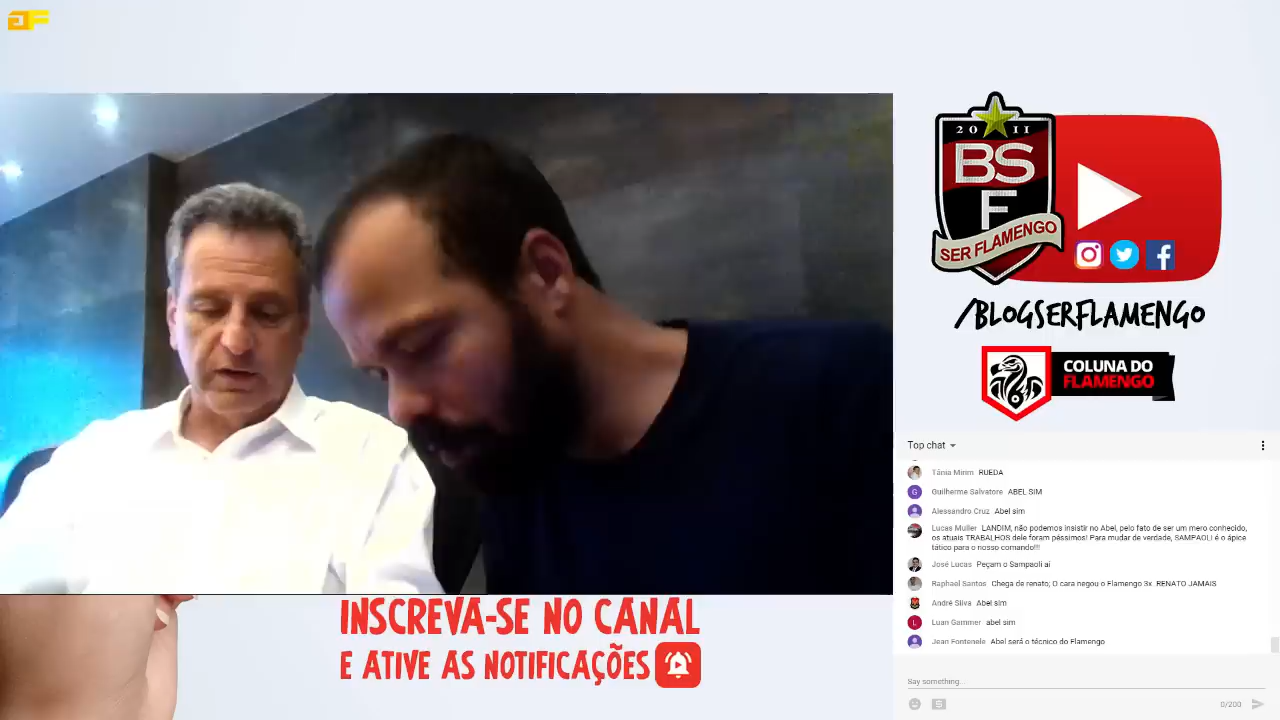 GF
20 11
BS
F
SER FLAMENGO
/BLOGSERFLAMENGO
COLUNA DO
FLAMENGO
Top chat
Tânia Mirim RUEDA
G Guilherme Salvatore ABEL SIM
Alessandro Cruz Abel sim
Lucas Muller LANDIM, não podemos insistir no Abel, pelo fato de ser um mero conhecido,
os atuais TRABALHOS dele foram péssimos! Para mudar de verdade, SAMPAOLI é o ápice
tático para o nosso comando!!!
José Lucas Peçam o Sampaoli aí
Raphael Santos Chega de renato; O cara negou o Flamengo 3x .RENATO JAMAIS
André Silva Abel sim
L Luan Gammer abel sim
Jean Fontenele Abel será o técnico do Flamengo
Say something...
0/200
INSCREVA-SE NO CANAL
E ATIVE AS NOTIFICAÇÕES